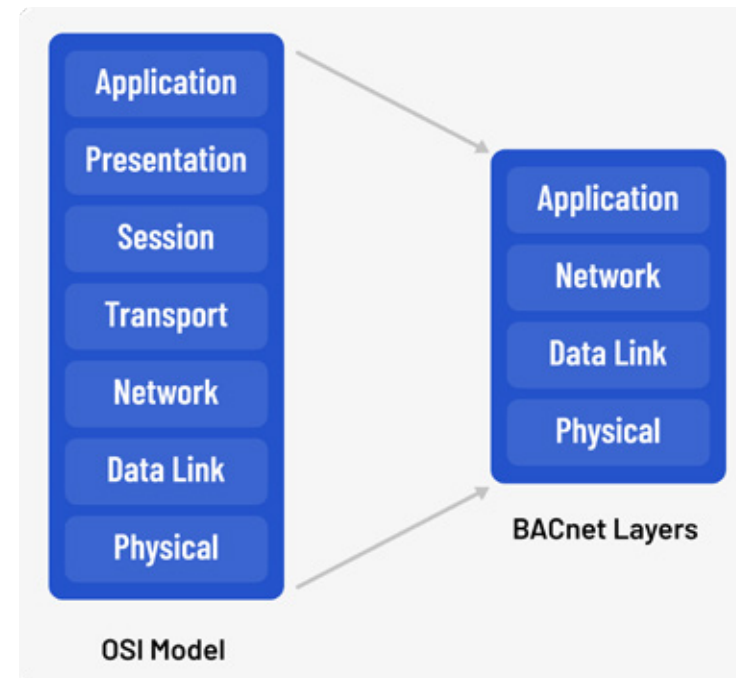 Application
Presentation
Session
Transport
Network
Data Link
Physical
OSI Model
Application
Network
Data Link
Physical
BACnet Layers